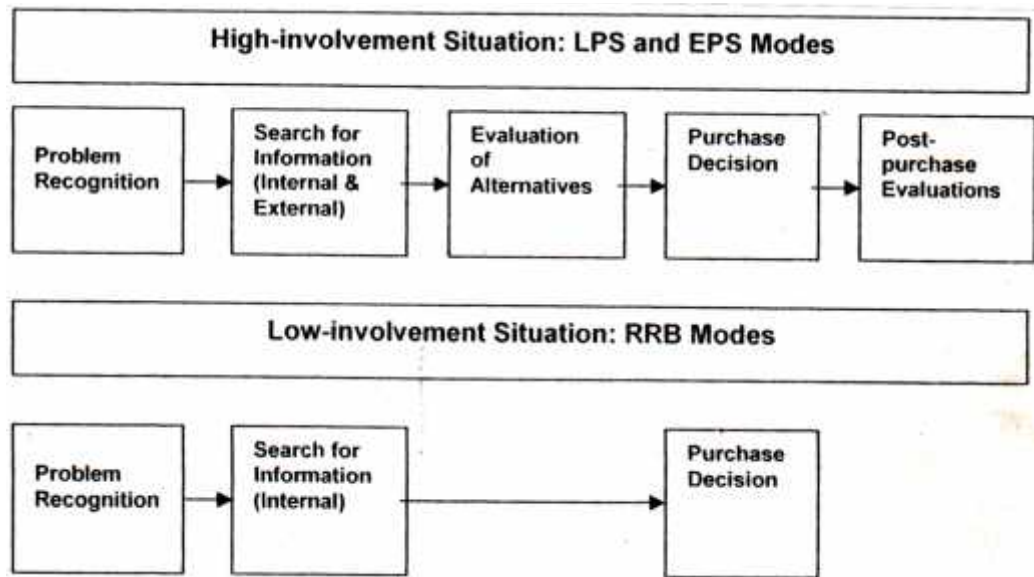 High-involvement Situation: LPS and EPS Modes
Problem
Recognition
Search for
Information
(Internal &
External)
Evaluation
of
Alternatives
Purchase
Decision
Post-
purchase
Evaluations
Low-involvement Situation: RRB Modes
Problem
Recognition
Search for
Information
(Internal)
Purchase
Decision